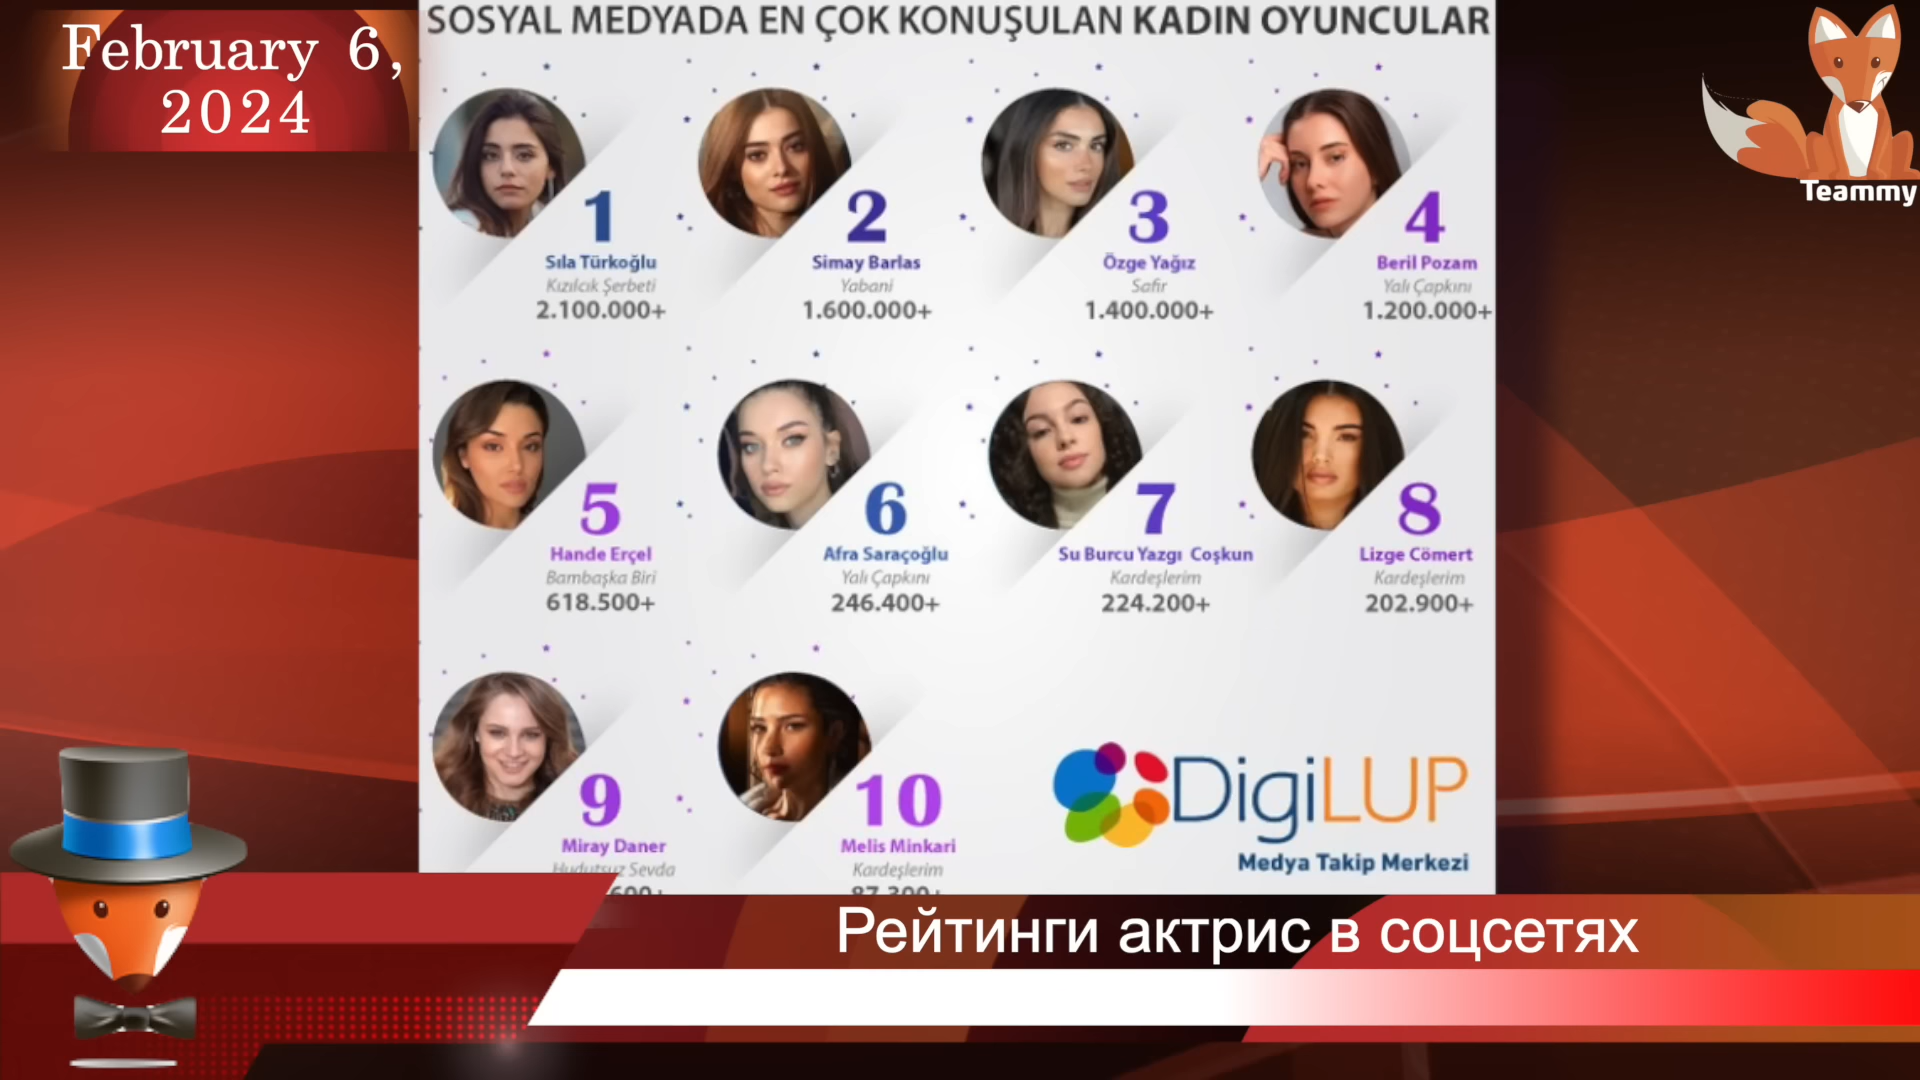 February 6,
2024
SOSYAL MEDYADA EN ÇOK KONUŞULAN KADIN OYUNCULAR
Teammy
1
Sıla Türkoğlu
Kızılcık Şerbeti
2.100.000+
2
Simay Barlas
Yabani
1.600.000+
3
Özge Yağız
Safir
1.400.000+
4
Beril Pozam
Yalı Çapkını
1.200.000+
5
Hande Erçel
Bambaşka Biri
618.500+
6
Afra Saraçoğlu
Yalı Çapkını
246.400+
7
Su Burcu Yazgı Coşkun
Kardeşlerim
224.200+
8
Lizge Cömert
Kardeşlerim
202.900+
9
Miray Daner
Hudutsuz Sevda
10
Melis Minkari
Kardeşlerim
87.300+
DigiLUP
Medya Takip Merkezi
Рейтинги актрис в соцсетях